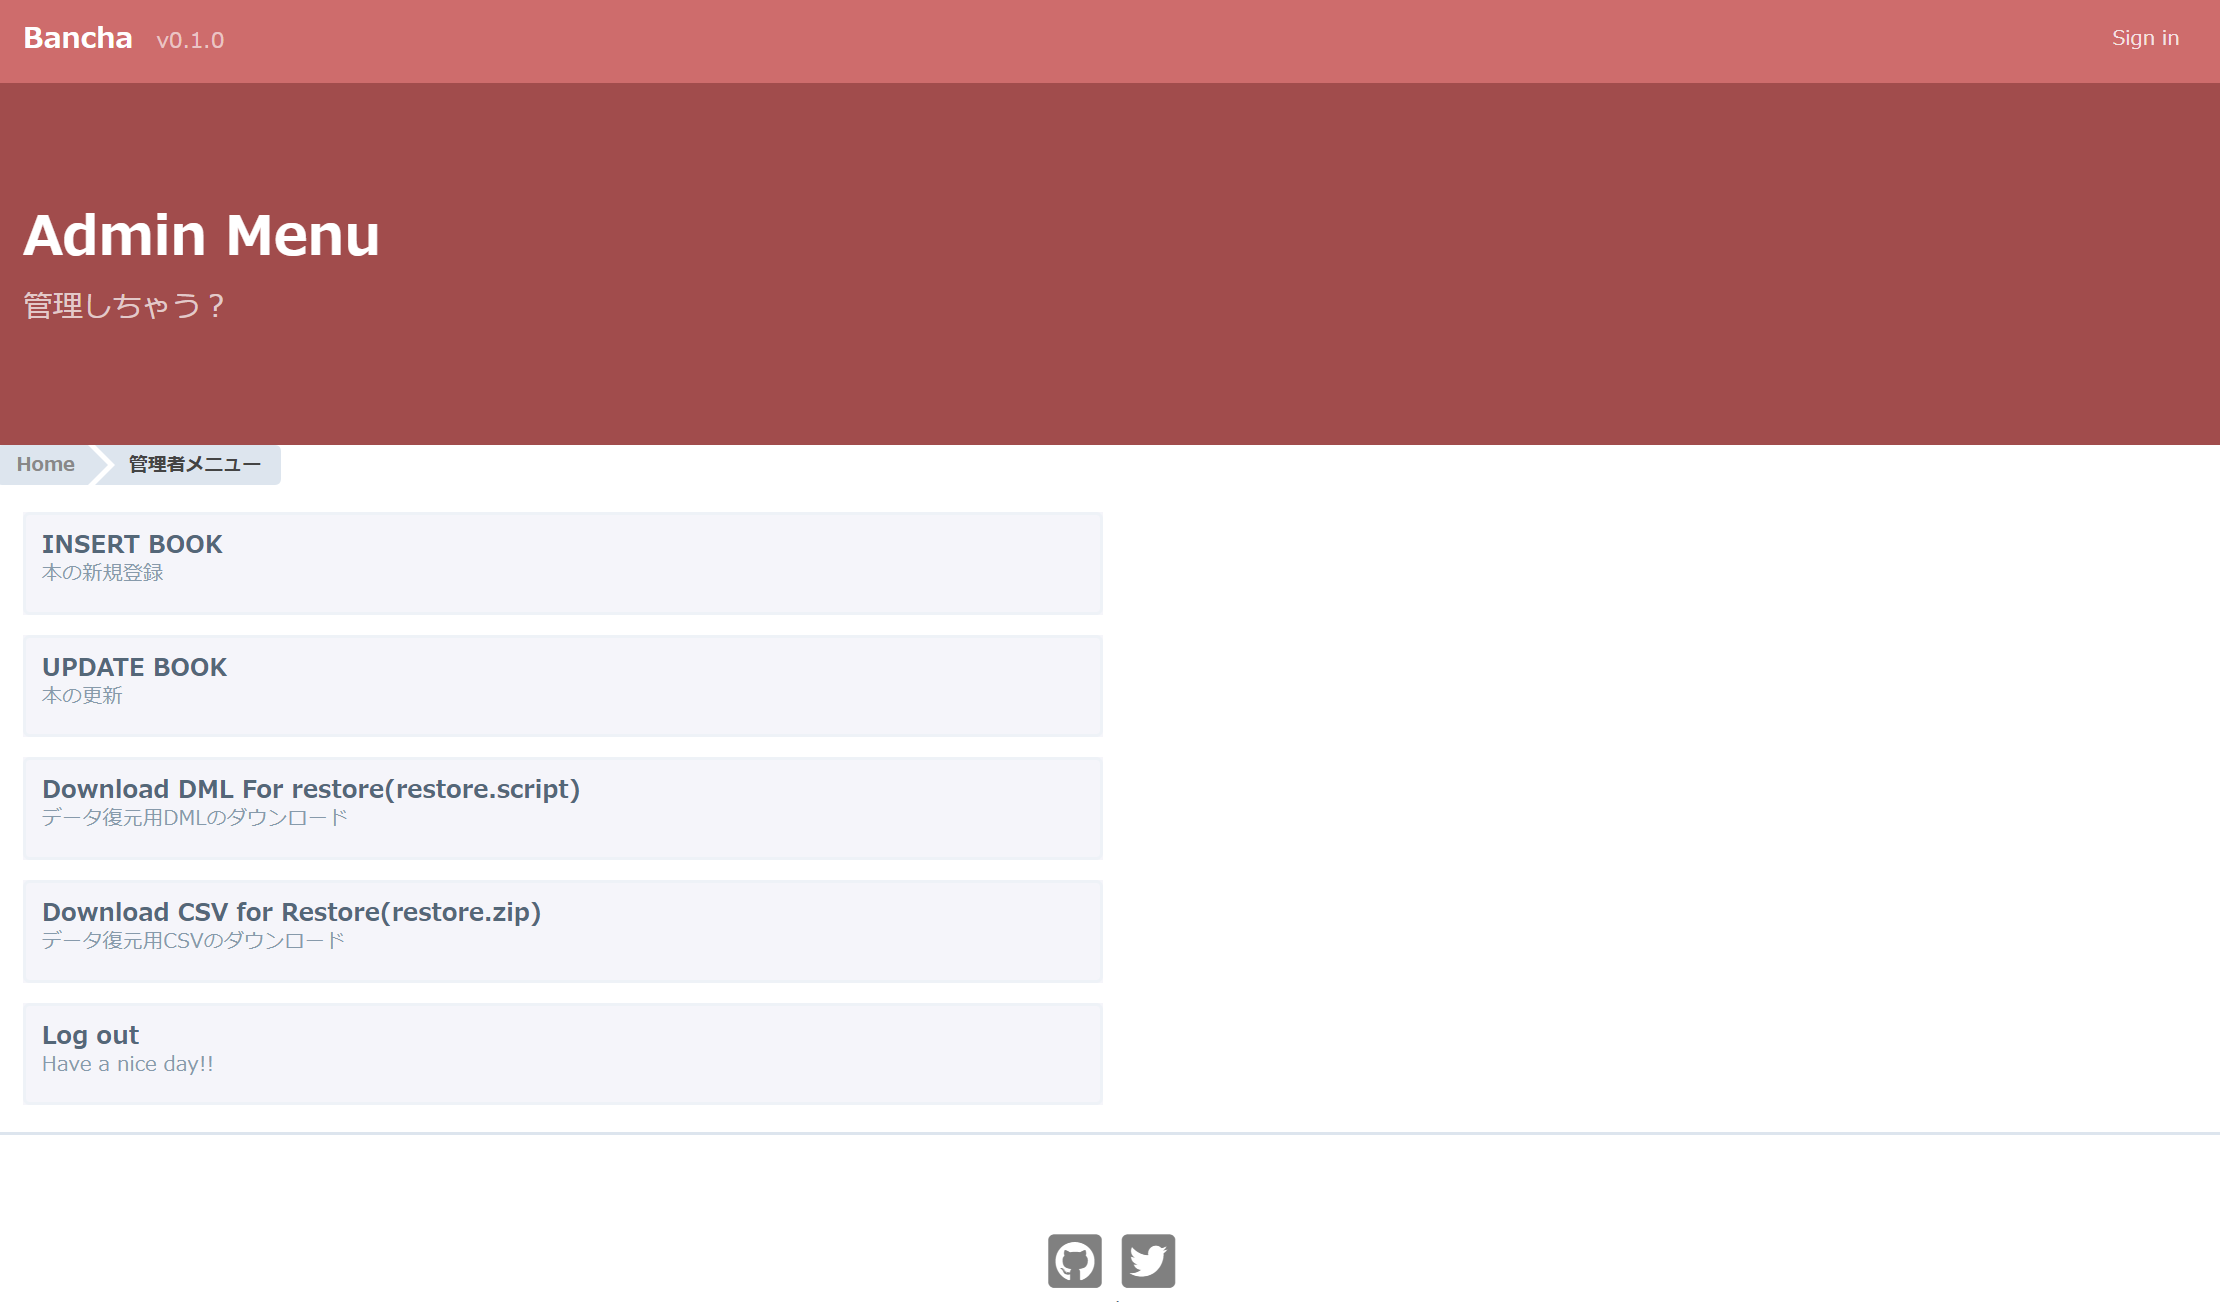 Bancha v0.1.0
Sign in
Admin Menu
管理しちゃう？
Home 管理者メニュー
INSERT BOOK
本の新規登録
UPDATE BOOK
本の更新
Download DML For restore(restore.script)
データ復元用DMLのダウンロード
Download CSV for Restore(restore.zip)
データ復元用CSVのダウンロード
Log out
Have a nice day!!